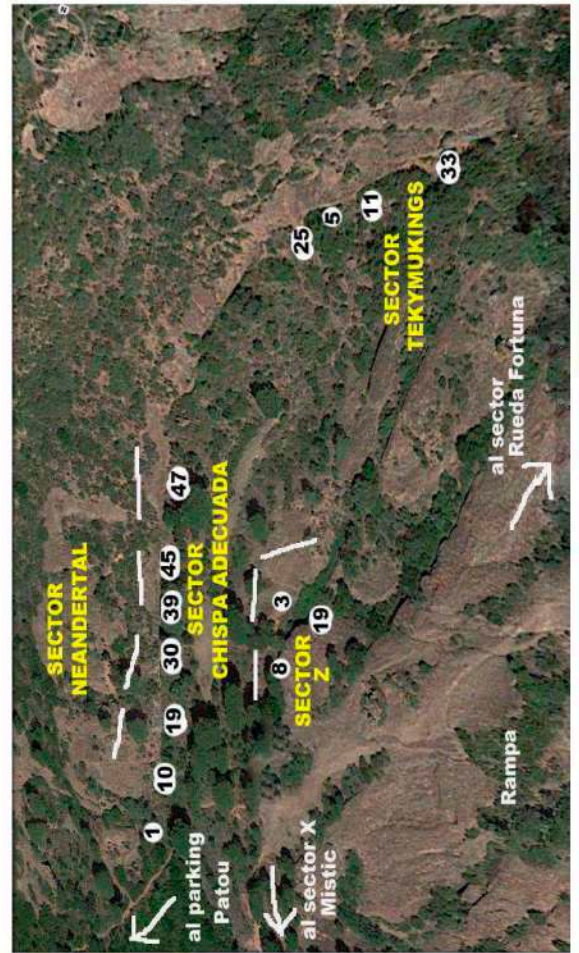 SECTOR
NEANDERTAL
1
10
19
30
39
45
47
al parking
Patou
SECTOR
CHISPA ADECUADA
8
3
19
SECTOR
Z
al sector X
Mistic
25
5
11
33
SECTOR
TEKYMUKINGS
al sector
Rueda Fortuna
Rampa